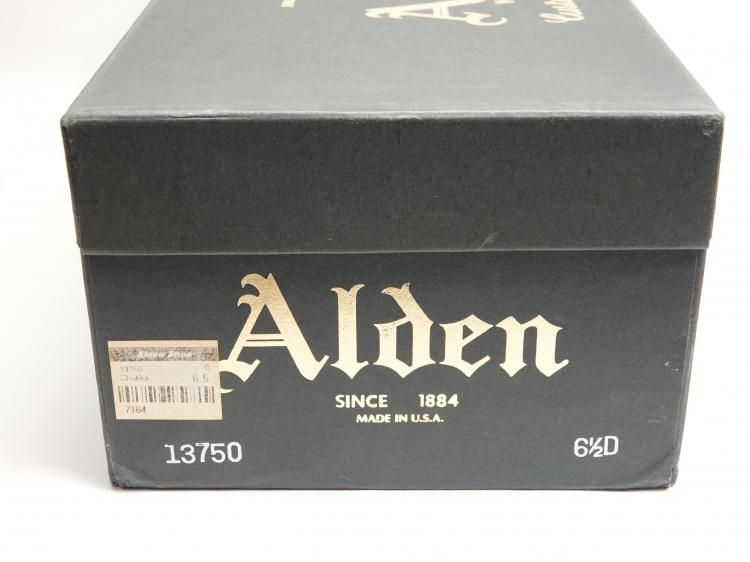 Alden
SINCE 1884
MADE IN U.S.A.
Alden Shoe
13750 D
Chukka 6.5
7164
13750
6½D